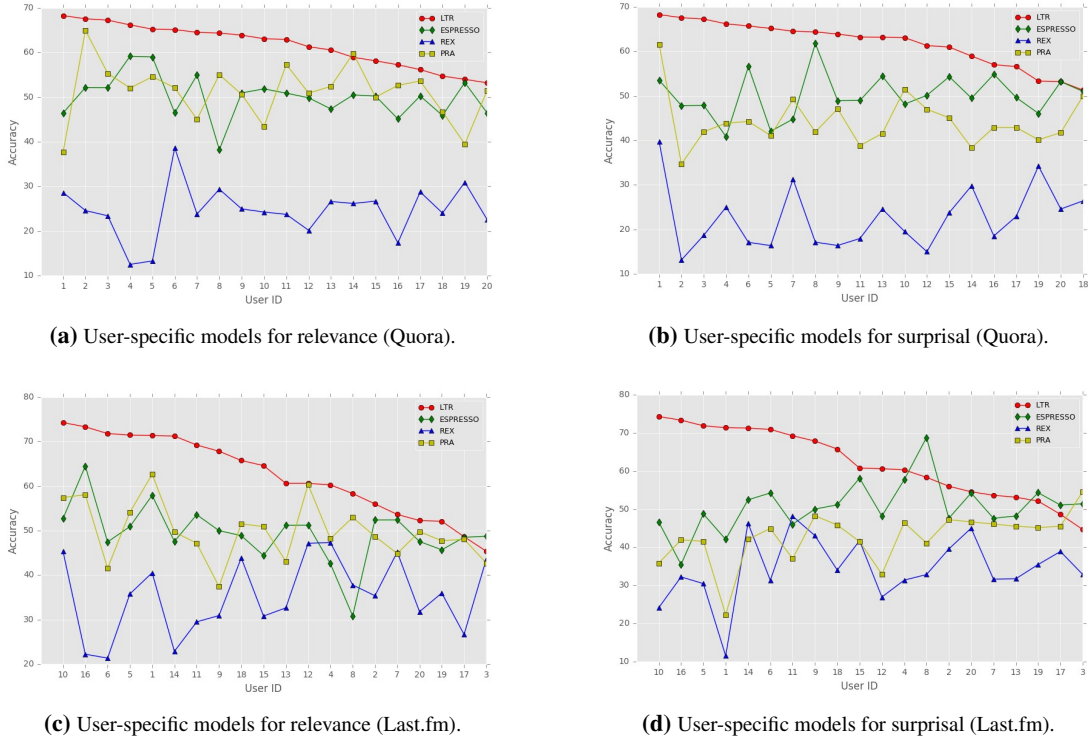 70
60
50
40
30
20
10
Accuracy
LTR
ESPRESSO
REX
PRA
1 2 3 4 5 6 7 8 9 10 11 12 13 14 15 16 17 18 19 20
User ID
(a) User-specific models for relevance (Quora).
70
60
50
40
30
20
10
Accuracy
LTR
ESPRESSO
REX
PRA
1 2 3 4 6 5 7 8 9 11 13 10 12 15 14 16 17 19 20 18
User ID
(b) User-specific models for surprisal (Quora).
80
70
60
50
40
30
20
Accuracy
LTR
ESPRESSO
REX
PRA
10 16 6 5 1 14 11 9 18 15 13 12 4 8 2 7 20 19 17 3
User ID
(c) User-specific models for relevance (Last.fm).
80
70
60
50
40
30
20
10
Accuracy
LTR
ESPRESSO
REX
PRA
10 16 5 1 14 6 11 9 18 15 12 4 8 2 20 7 13 19 17 3
User ID
(d) User-specific models for surprisal (Last.fm).